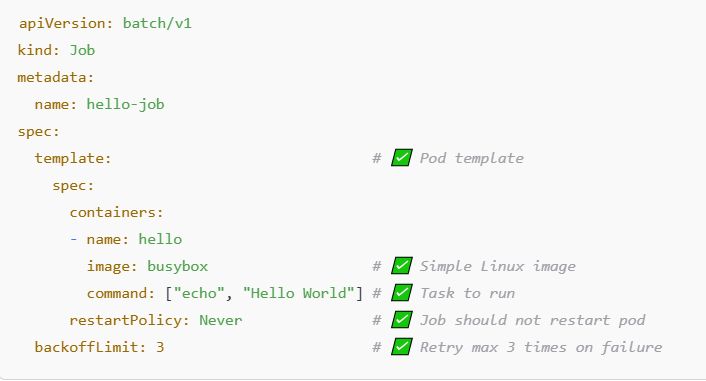 apiVersion: batch/v1
kind: Job
metadata:
  name: hello-job
spec:
  template:                              # ✅ Pod template
    spec:
      containers:
      - name: hello
        image: busybox                   # ✅ Simple Linux image
        command: ["echo", "Hello World"] # ✅ Task to run
      restartPolicy: Never               # ✅ Job should not restart pod
  backoffLimit: 3                        # ✅ Retry max 3 times on failure